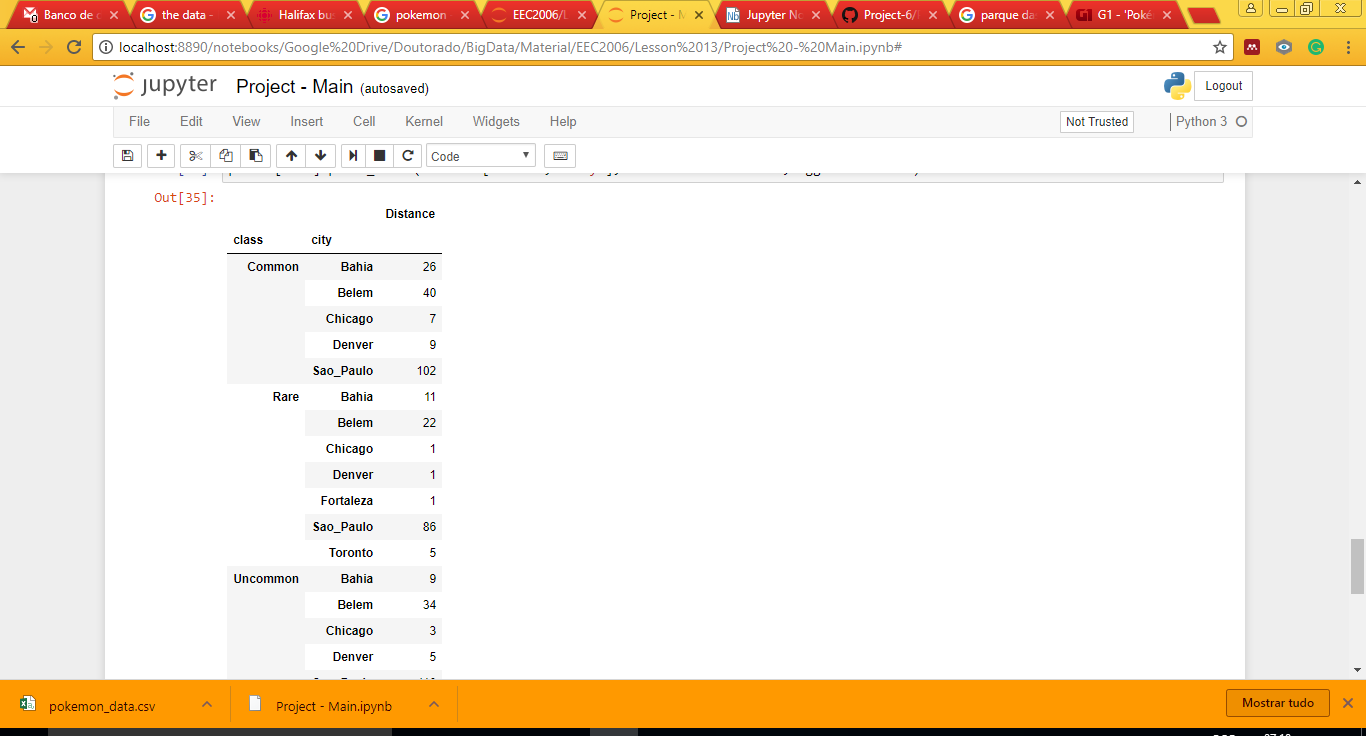 Banco de d
the data -
Halifax bus
pokemon
EEC2006/L
Project - M
Jupyter No
Project-6/
parque da
G1 - 'Poké
localhost:8890/notebooks/Google%20Drive/Doutorado/BigData/Material/EEC2006/Lesson%2013/Project%20-%20Main.ipynb#
jupyter Project - Main (autosaved) Logout
File Edit View Insert Cell Kernel Widgets Help Not Trusted Python 3
Code
Out[35]:
Distance
class city
Common Bahia 26
Belem 40
Chicago 7
Denver 9
Sao_Paulo 102
Rare Bahia 11
Belem 22
Chicago 1
Denver 1
Fortaleza 1
Sao_Paulo 86
Toronto 5
Uncommon Bahia 9
Belem 34
Chicago 3
Denver 5
pokemon_data.csv Project - Main.ipynb Mostrar tudo